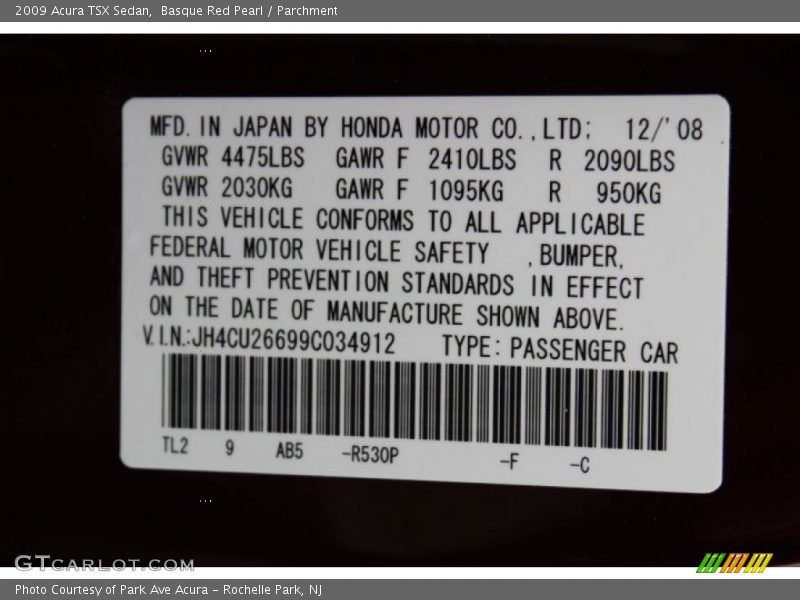 2009 Acura TSX Sedan, Basque Red Pearl / Parchment
MFD. IN JAPAN BY HONDA MOTOR CO.,LTD; 12/'08
GVWR 4475LBS GAWR F 2410LBS R 2090LBS
GVWR 2030KG GAWR F 1095KG R 950KG
THIS VEHICLE CONFORMS TO ALL APPLICABLE
FEDERAL MOTOR VEHICLE SAFETY ,BUMPER,
AND THEFT PREVENTION STANDARDS IN EFFECT
ON THE DATE OF MANUFACTURE SHOWN ABOVE.
V.I.N.:JH4CU26699C034912 TYPE: PASSENGER CAR
TL2 9 AB5 -R530P -F -C
GTCARLOT.COM
Photo Courtesy of Park Ave Acura - Rochelle Park, NJ